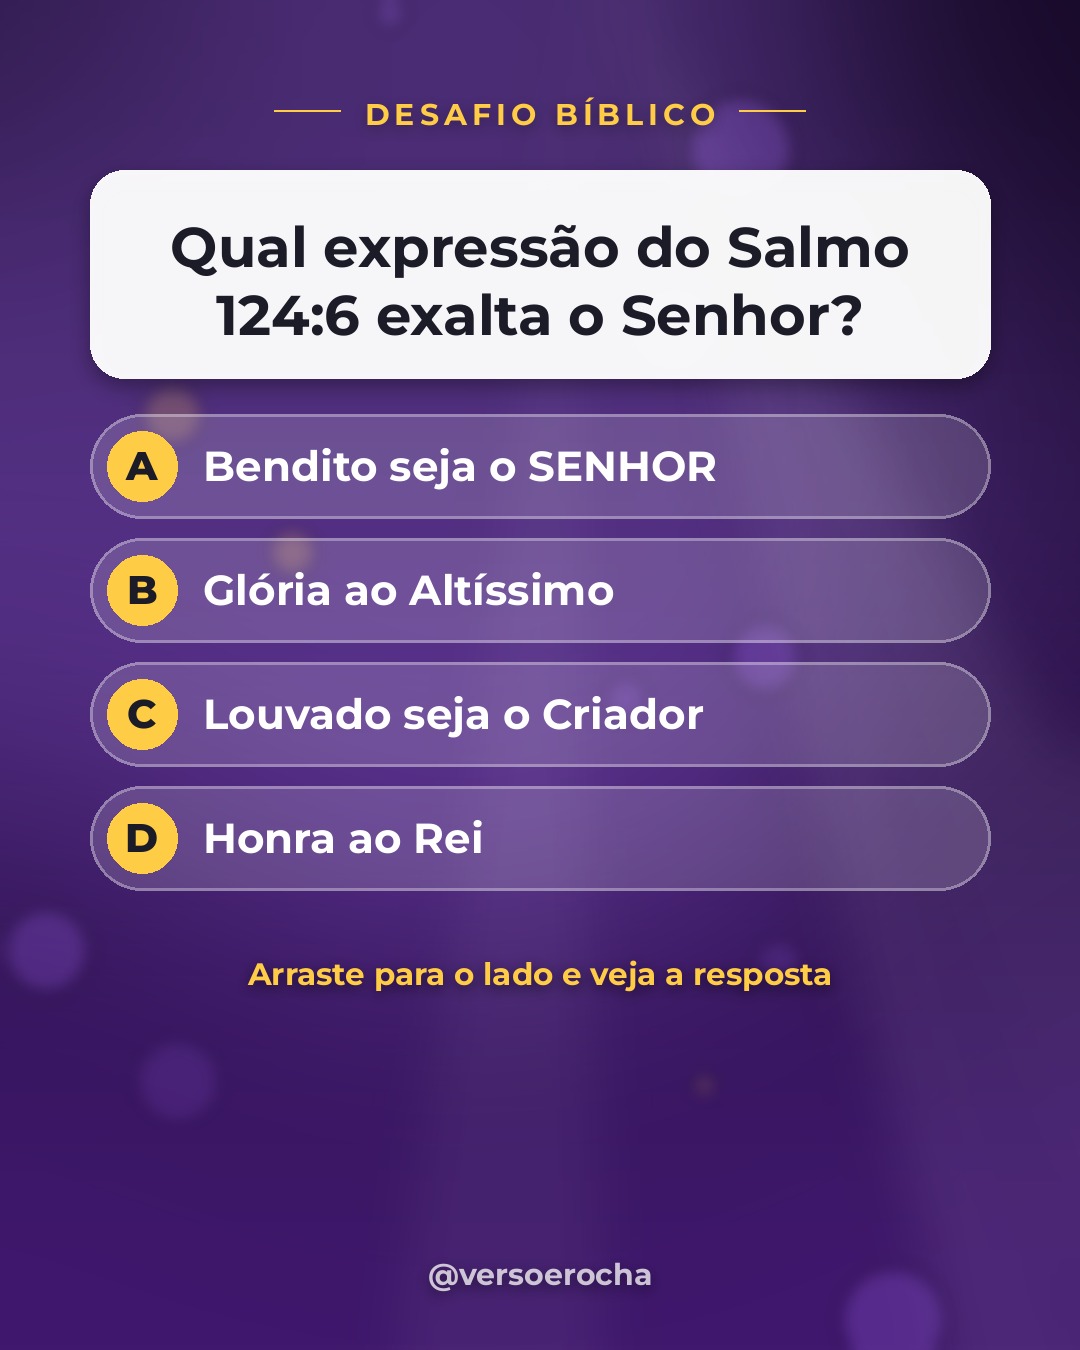 DESAFIO BÍBLICO
Qual expressão do Salmo
124:6 exalta o Senhor?
A Bendito seja o SENHOR
B Glória ao Altíssimo
C Louvado seja o Criador
D Honra ao Rei
Arraste para o lado e veja a resposta
@versoerocha